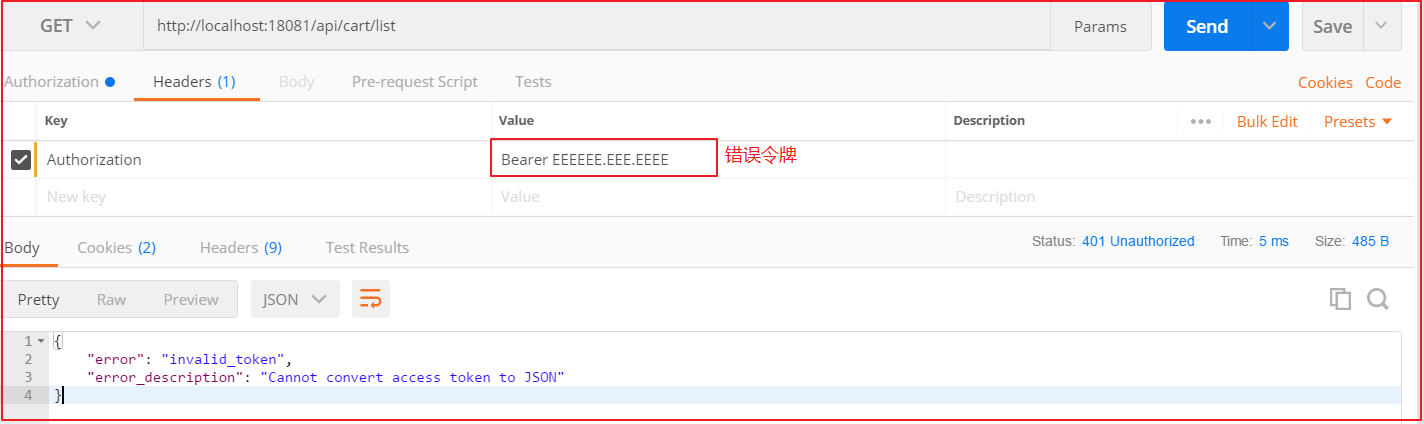 GET http://localhost:18081/api/cart/list Params Send Save
Authorization Headers (1) Body Pre-request Script Tests Cookies Code
Key Value Description ••• Bulk Edit Presets
Authorization Bearer EEEEEE.EEE.EEEE 错误令牌
New key Value Description
Body Cookies (2) Headers (9) Test Results Status: 401 Unauthorized Time: 5 ms Size: 485 B
Pretty Raw Preview JSON
1 {
2 "error": "invalid_token",
3 "error_description": "Cannot convert access token to JSON"
4 }